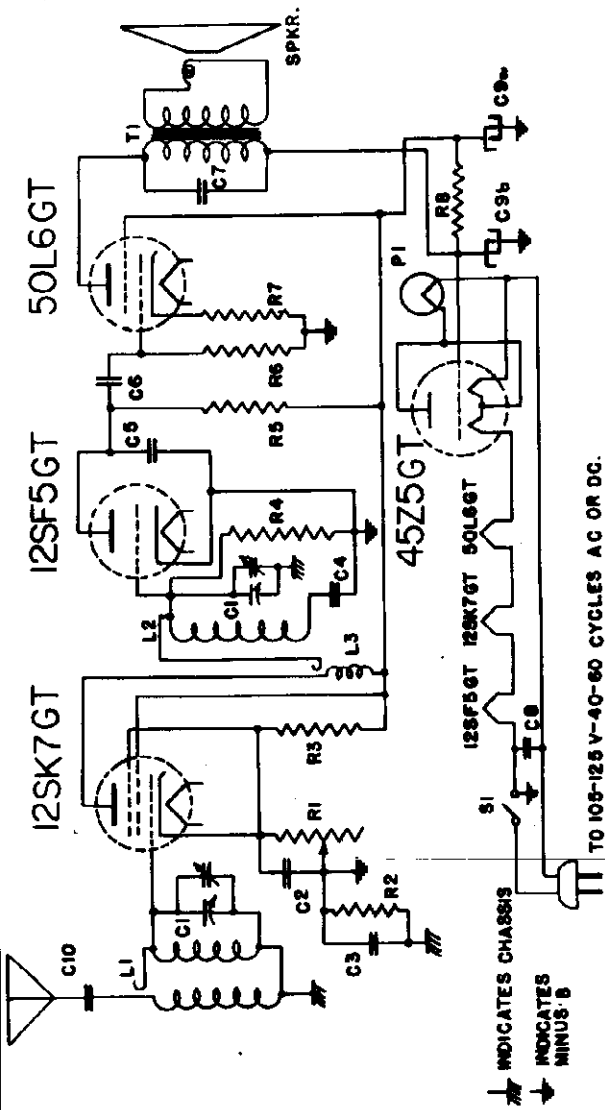 12SK7GT
12SF5GT
50L6GT
C10
L1
C1
C2
C3
R2
R1
R3
L3
L2
C1
C4
R4
C5
R5
C6
R6
R7
C7
T1
SPKR.
45Z5GT
P1
R8
C9b
C9a
12SF5GT 12SK7GT 50L6GT
S1
C8
TO 105-125 V-40-60 CYCLES AC OR DC.
INDICATES CHASSIS
INDICATES
MINUS B